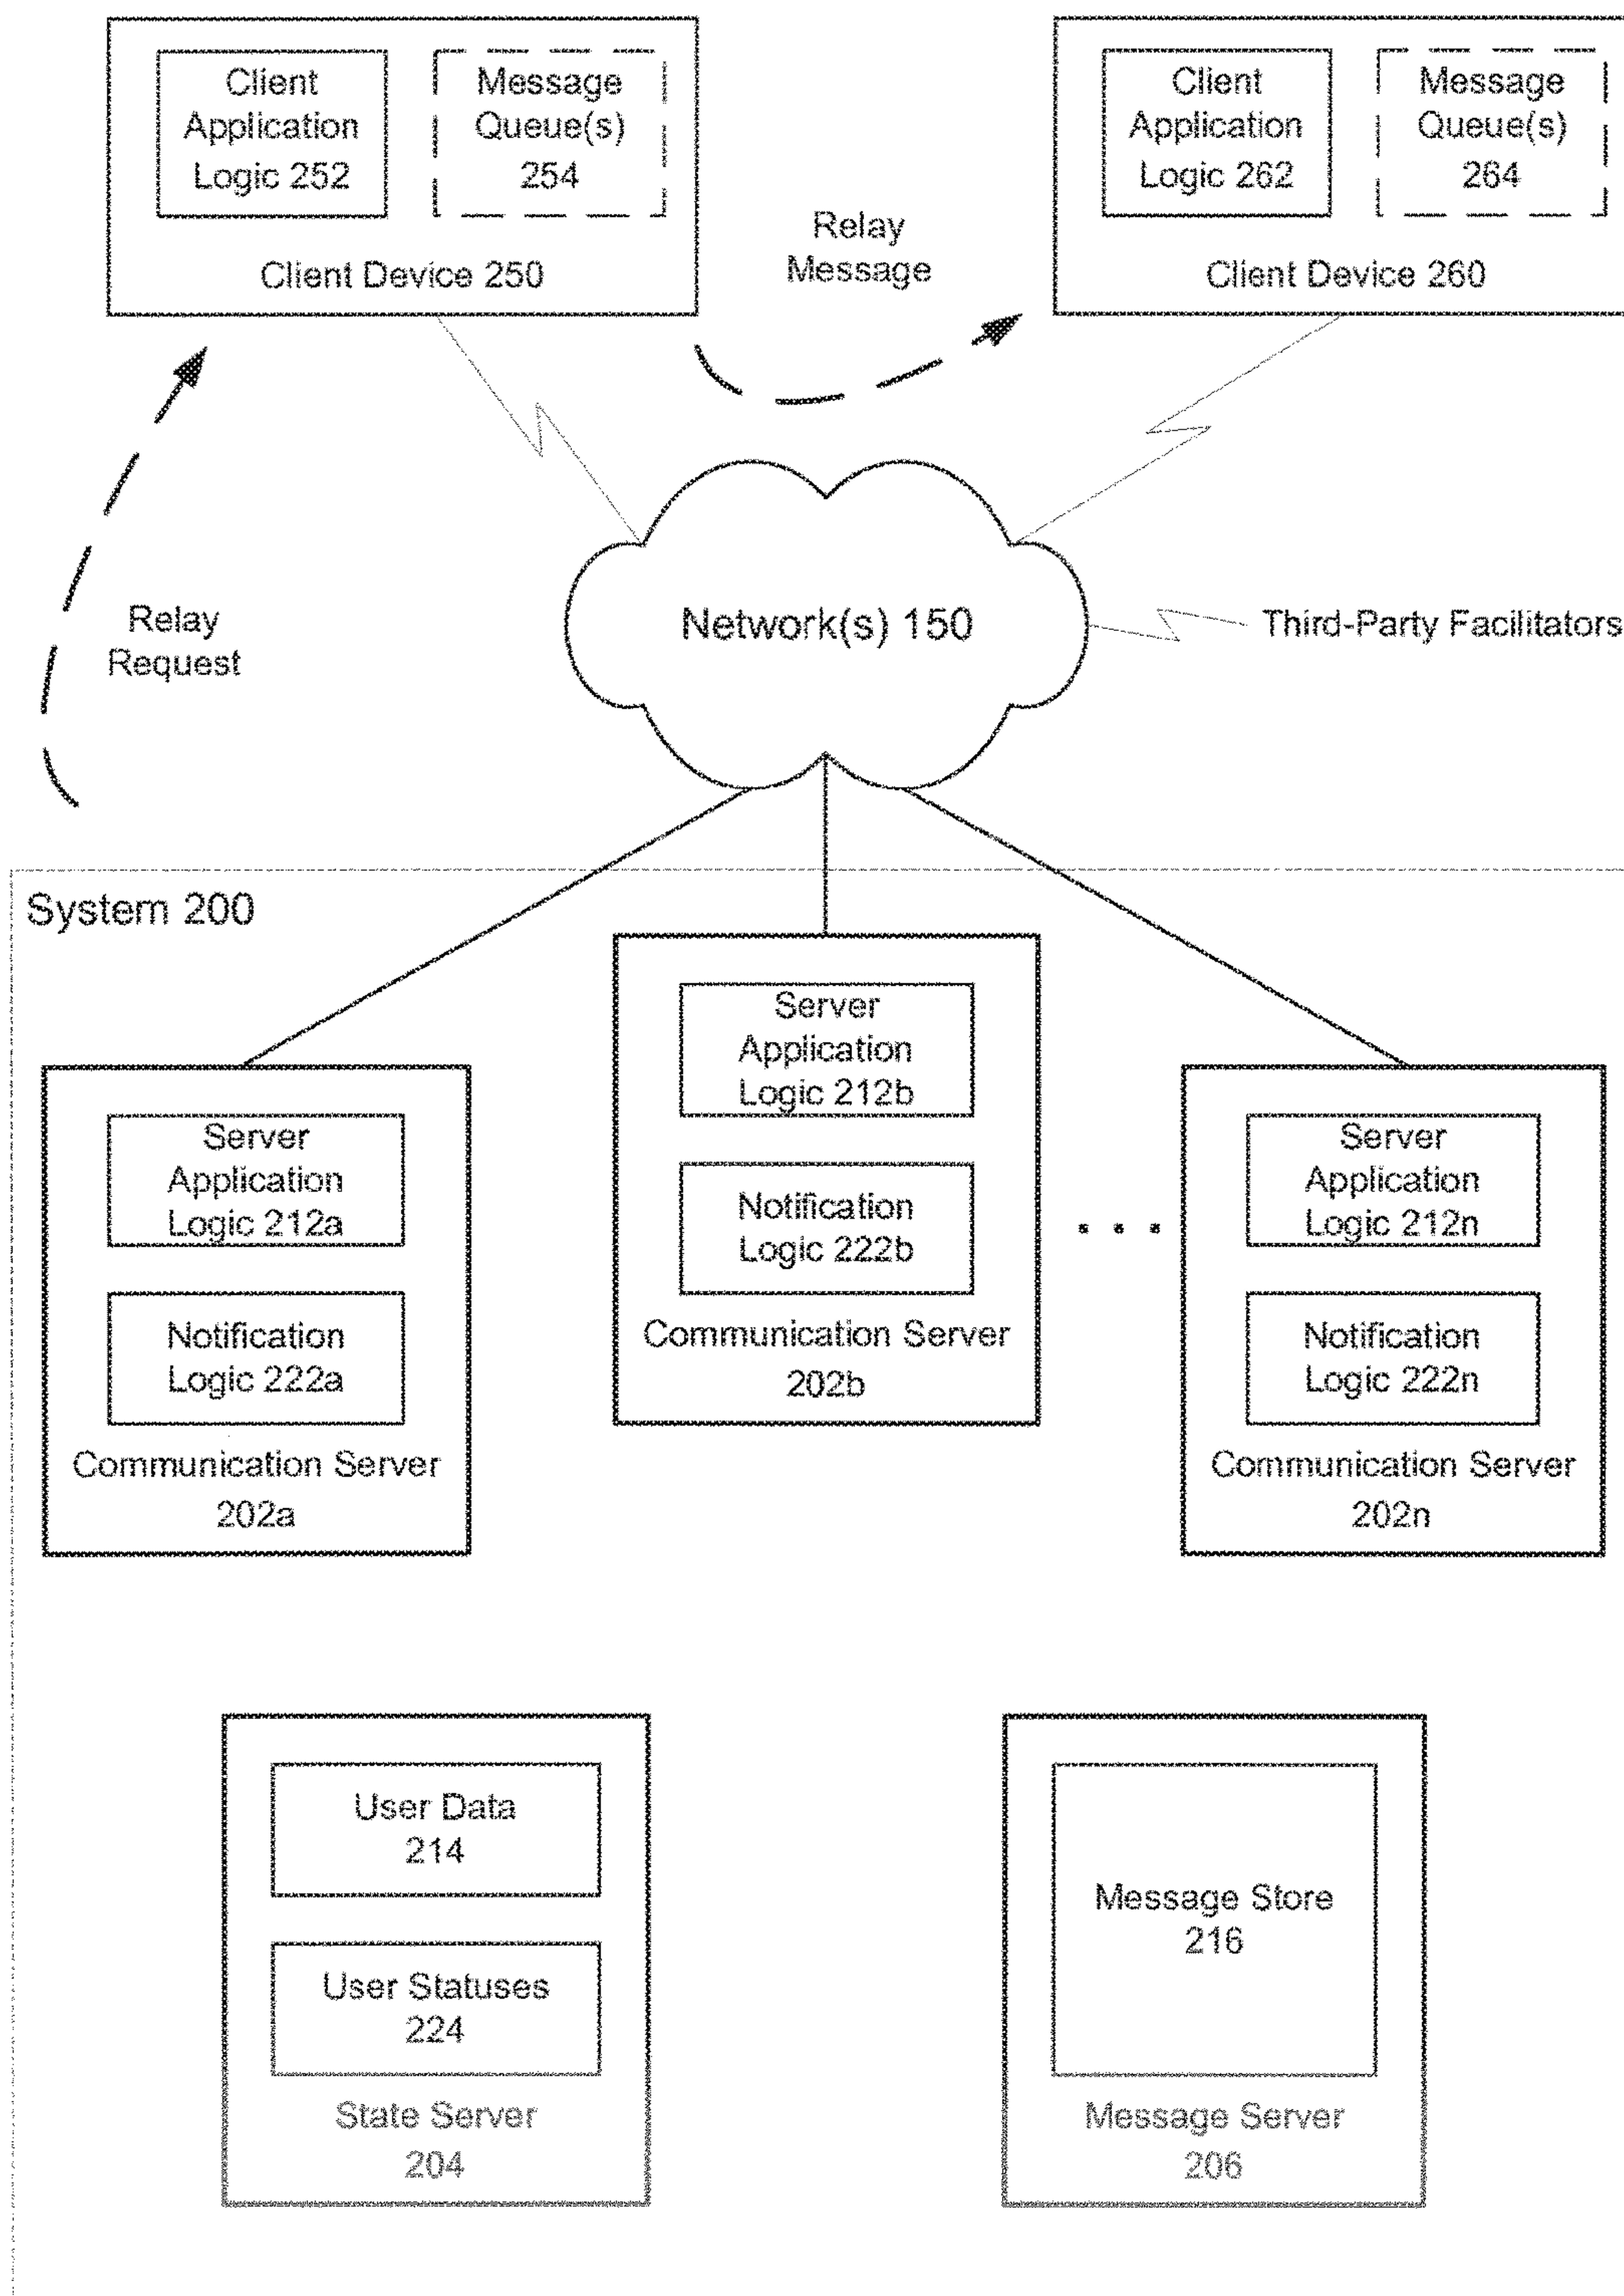 Client
Application
Logic 252
Message
Queue(s)
254
Client Device 250
Relay
Message
Client
Application
Logic 262
Message
Queue(s)
264
Client Device 260
Relay
Request
Network(s) 150
Third-Party Facilitators
System 200
Server
Application
Logic 212a
Notification
Logic 222a
Communication Server
202a
Server
Application
Logic 212b
Notification
Logic 222b
Communication Server
202b
. . .
Server
Application
Logic 212n
Notification
Logic 222n
Communication Server
202n
User Data
214
User Statuses
224
State Server
204
Message Store
216
Message Server
206